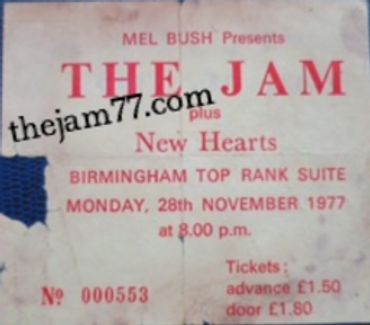 MEL BUSH Presents
THE JAM
thejam77.com
plus
New Hearts
BIRMINGHAM TOP RANK SUITE
MONDAY, 28th NOVEMBER 1977
at 8.00 p.m.
Tickets:
advance £1.50
door £1.80
Nº 000553